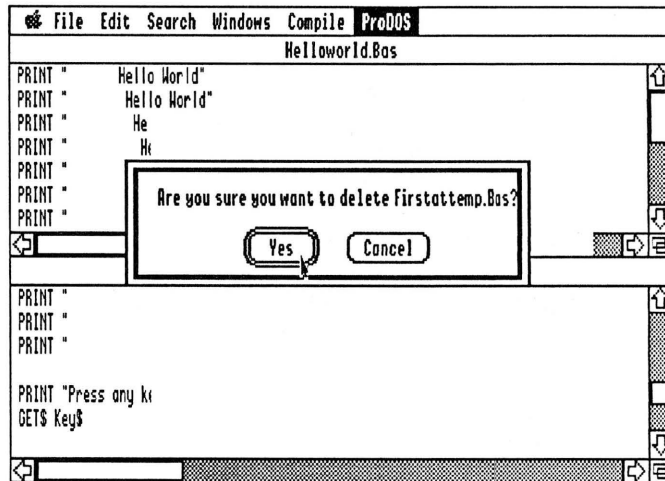 File Edit Search Windows Compile ProDOS
Helloworld.Bas
PRINT " Hello World"
PRINT " Hello World"
PRINT " He
PRINT " He
PRINT "
PRINT "
PRINT "
Are you sure you want to delete Firstattemp.Bas?
Yes Cancel
PRINT "
PRINT "
PRINT "
PRINT "Press any ke
GET$ Key$